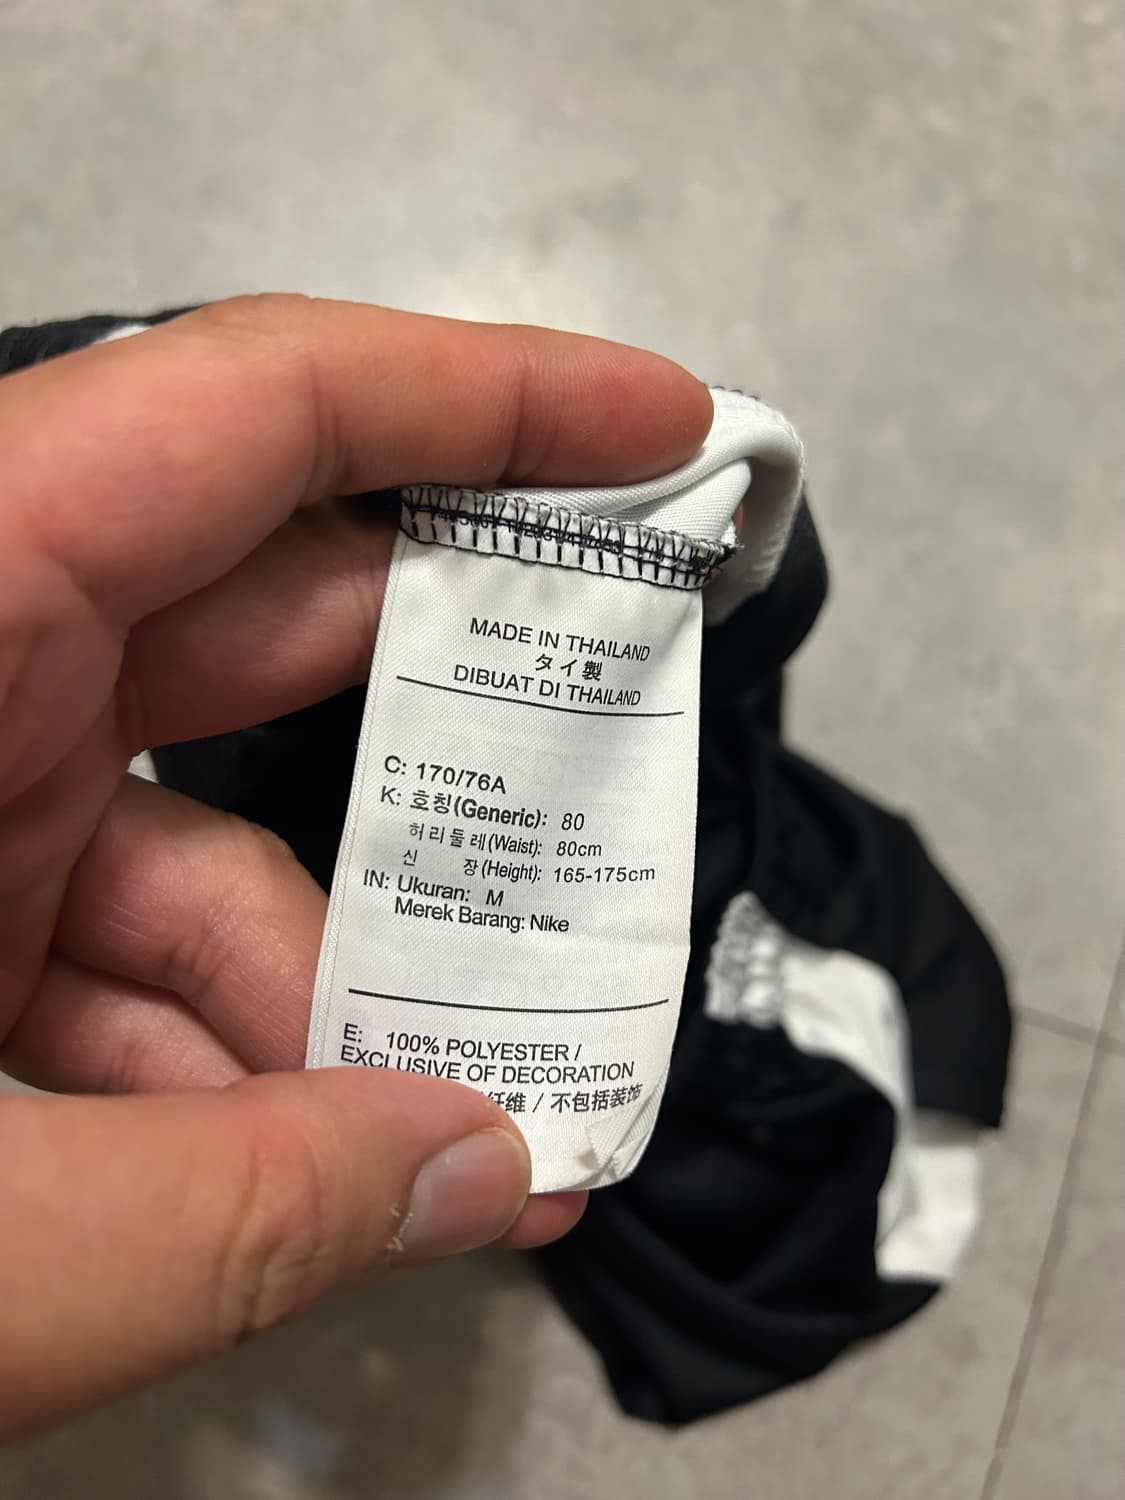 MADE IN THAILAND
タイ製
DIBUAT DI THAILAND
C: 170/76A
K: 호칭(Generic): 80
허리둘레(Waist): 80cm
신 장(Height): 165-175cm
IN: Ukuran: M
Merek Barang: Nike
E: 100% POLYESTER /
EXCLUSIVE OF DECORATION
纤维 / 不包括装饰